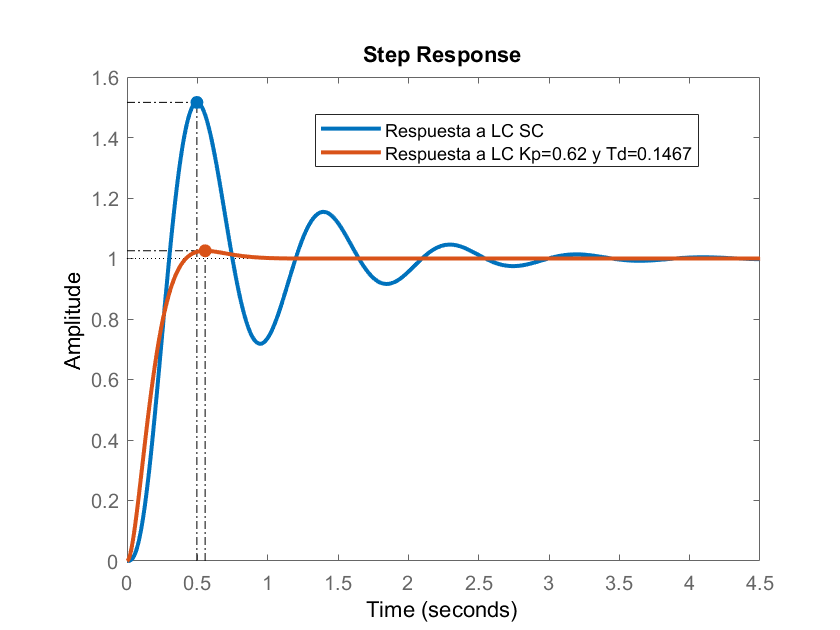 Step Response
1.6
1.4
1.2
1
0.8
0.6
0.4
0.2
0
Amplitude
Respuesta a LC SC
Respuesta a LC Kp=0.62 y Td=0.1467
0 0.5 1 1.5 2 2.5 3 3.5 4 4.5
Time (seconds)